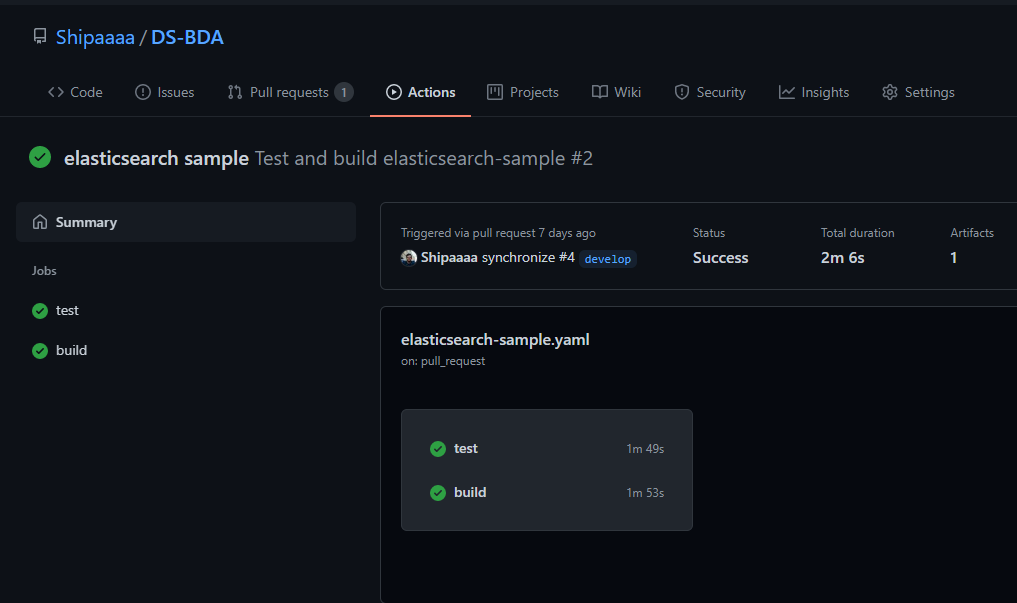 Shipaaaa / DS-BDA
Code Issues Pull requests 1 Actions Projects Wiki Security Insights Settings
elasticsearch sample Test and build elasticsearch-sample #2
Summary
Jobs
test
build
Triggered via pull request 7 days ago
Shipaaaa synchronize #4 develop
Status
Success
Total duration
2m 6s
Artifacts
1
elasticsearch-sample.yaml
on: pull_request
test 1m 49s
build 1m 53s